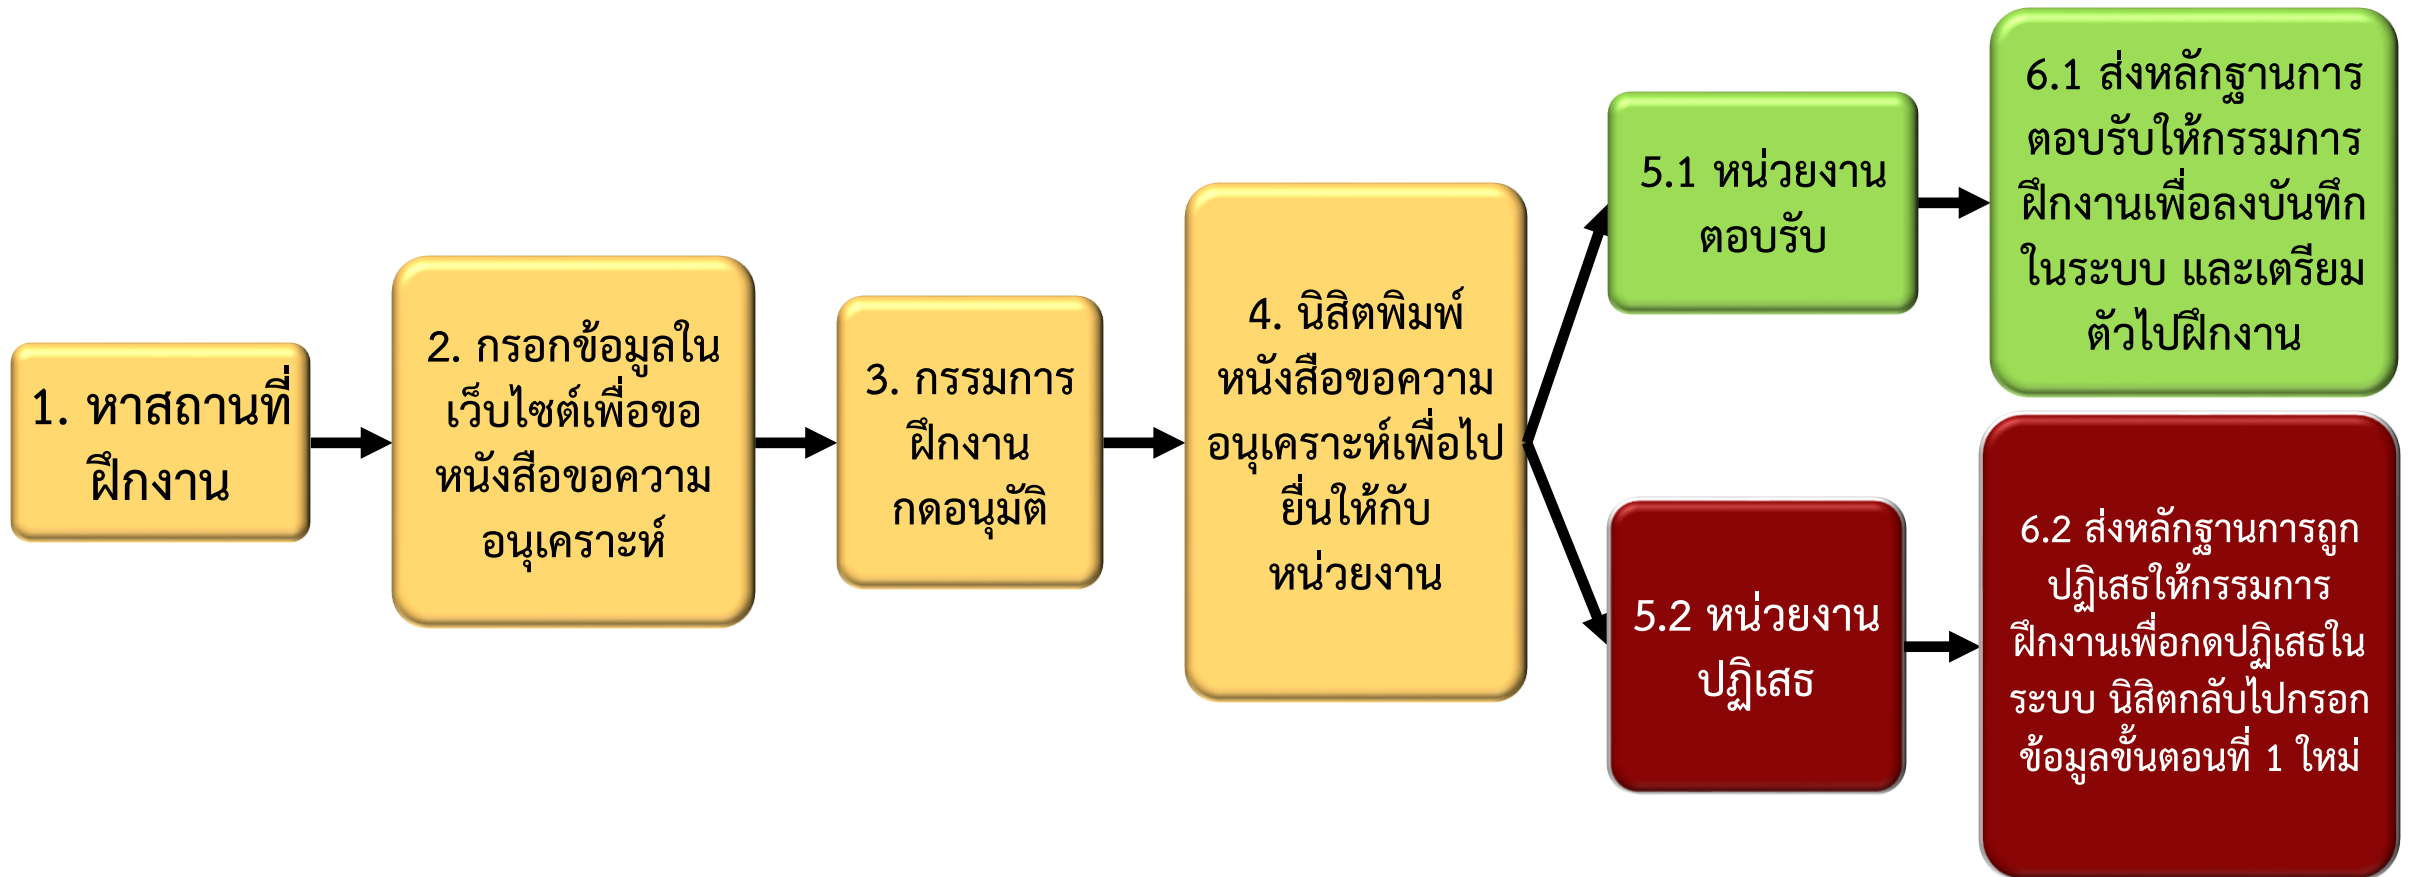 1. หาสถานที่
ฝึกงาน
2. กรอกข้อมูลใน
เว็บไซต์เพื่อขอ
หนังสือขอความ
อนุเคราะห์
3. กรรมการ
ฝึกงาน
กดอนุมัติ
4. นิสิตพิมพ์
หนังสือขอความ
อนุเคราะห์เพื่อไป
ยื่นให้กับ
หน่วยงาน
5.1 หน่วยงาน
ตอบรับ
6.1 ส่งหลักฐานการ
ตอบรับให้กรรมการ
ฝึกงานเพื่อลงบันทึก
ในระบบ และเตรียม
ตัวไปฝึกงาน
5.2 หน่วยงาน
ปฏิเสธ
6.2 ส่งหลักฐานการถูก
ปฏิเสธให้กรรมการ
ฝึกงานเพื่อกดปฏิเสธใน
ระบบ นิสิตกลับไปกรอก
ข้อมูลขั้นตอนที่ 1 ใหม่